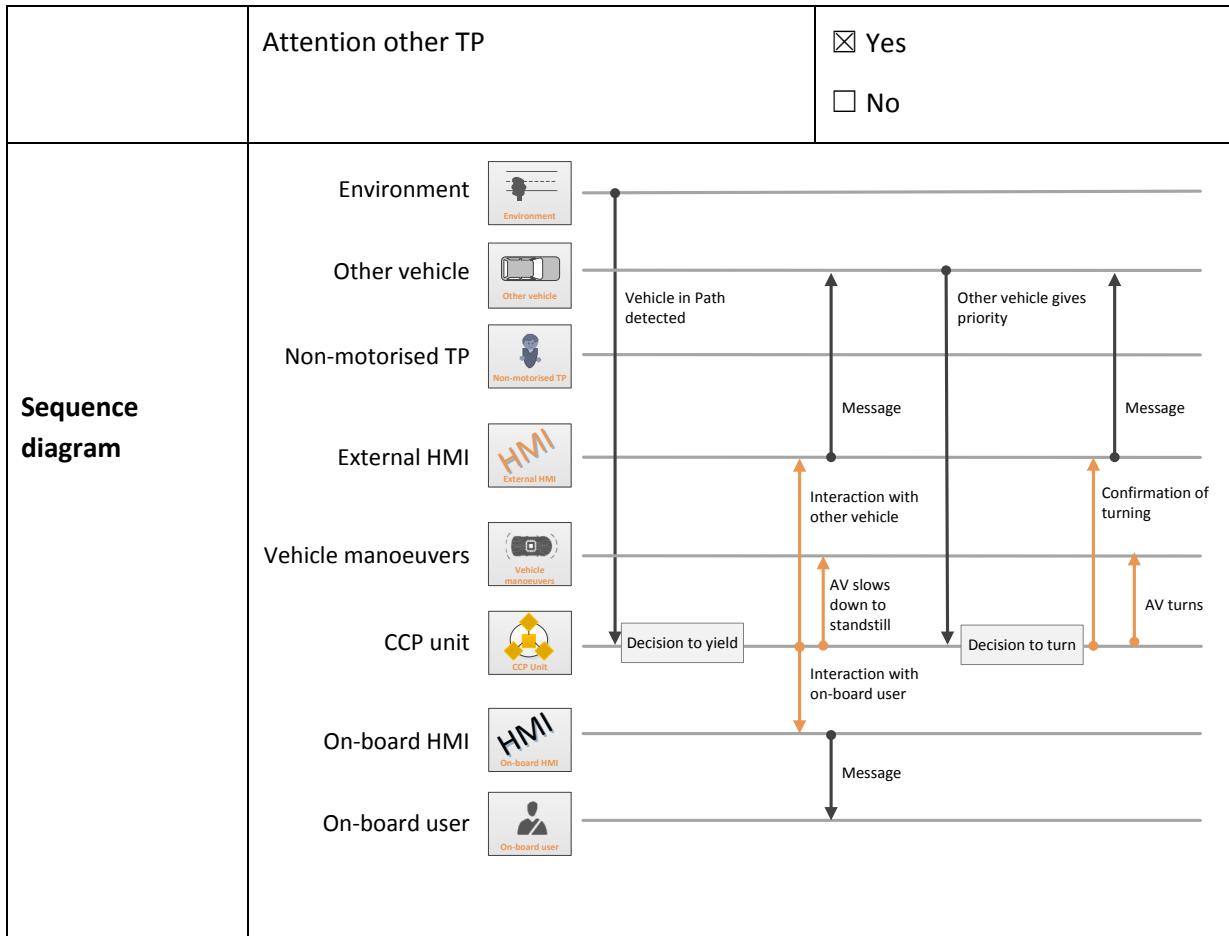 Attention other TP
☒ Yes
☐ No
Sequence
diagram
Environment
Environment
Other vehicle
Other vehicle
Vehicle in Path
detected
Other vehicle gives
priority
Non-motorised TP
Non-motorised TP
Message
Message
External HMI
HMI
External HMI
Interaction with
other vehicle
Confirmation of
turning
Vehicle manoeuvers
Vehicle
manoeuvers
AV slows
down to
standstill
AV turns
CCP unit
CCP Unit
Decision to yield
Decision to turn
Interaction with
on-board user
On-board HMI
HMI
On-board HMI
Message
On-board user
On-board user